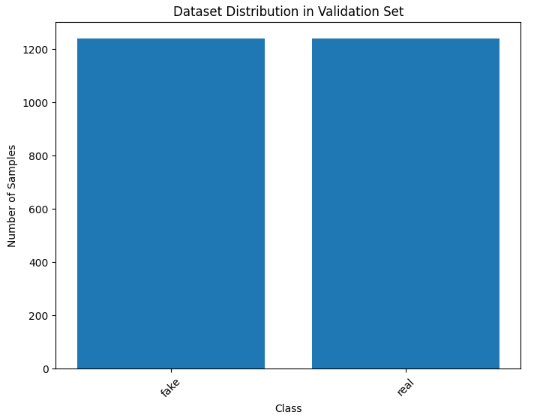 Dataset Distribution in Validation Set
Number of Samples
1200
1000
800
600
400
200
0
fake
real
Class